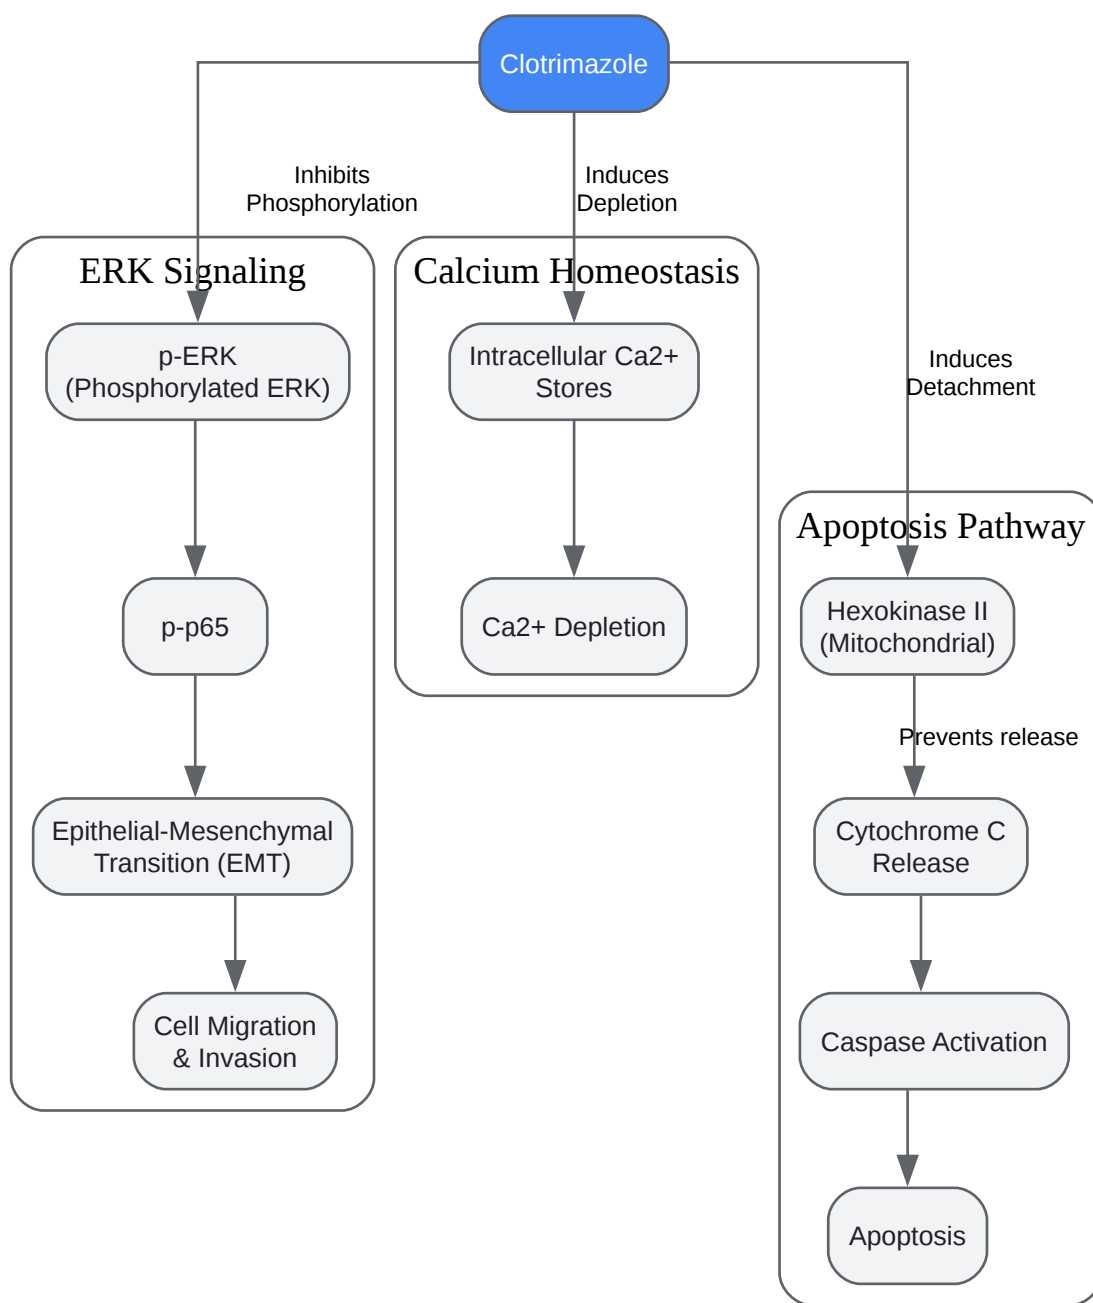 Clotrimazole
Inhibits
Phosphorylation
Induces
Depletion
ERK Signaling
p-ERK
(Phosphorylated ERK)
p-p65
Epithelial-Mesenchymal
Transition (EMT)
Cell Migration
& Invasion
Calcium Homeostasis
Intracellular Ca2+
Stores
Ca2+ Depletion
Induces
Detachment
Apoptosis Pathway
Hexokinase II
(Mitochondrial)
Prevents release
Cytochrome C
Release
Caspase Activation
Apoptosis